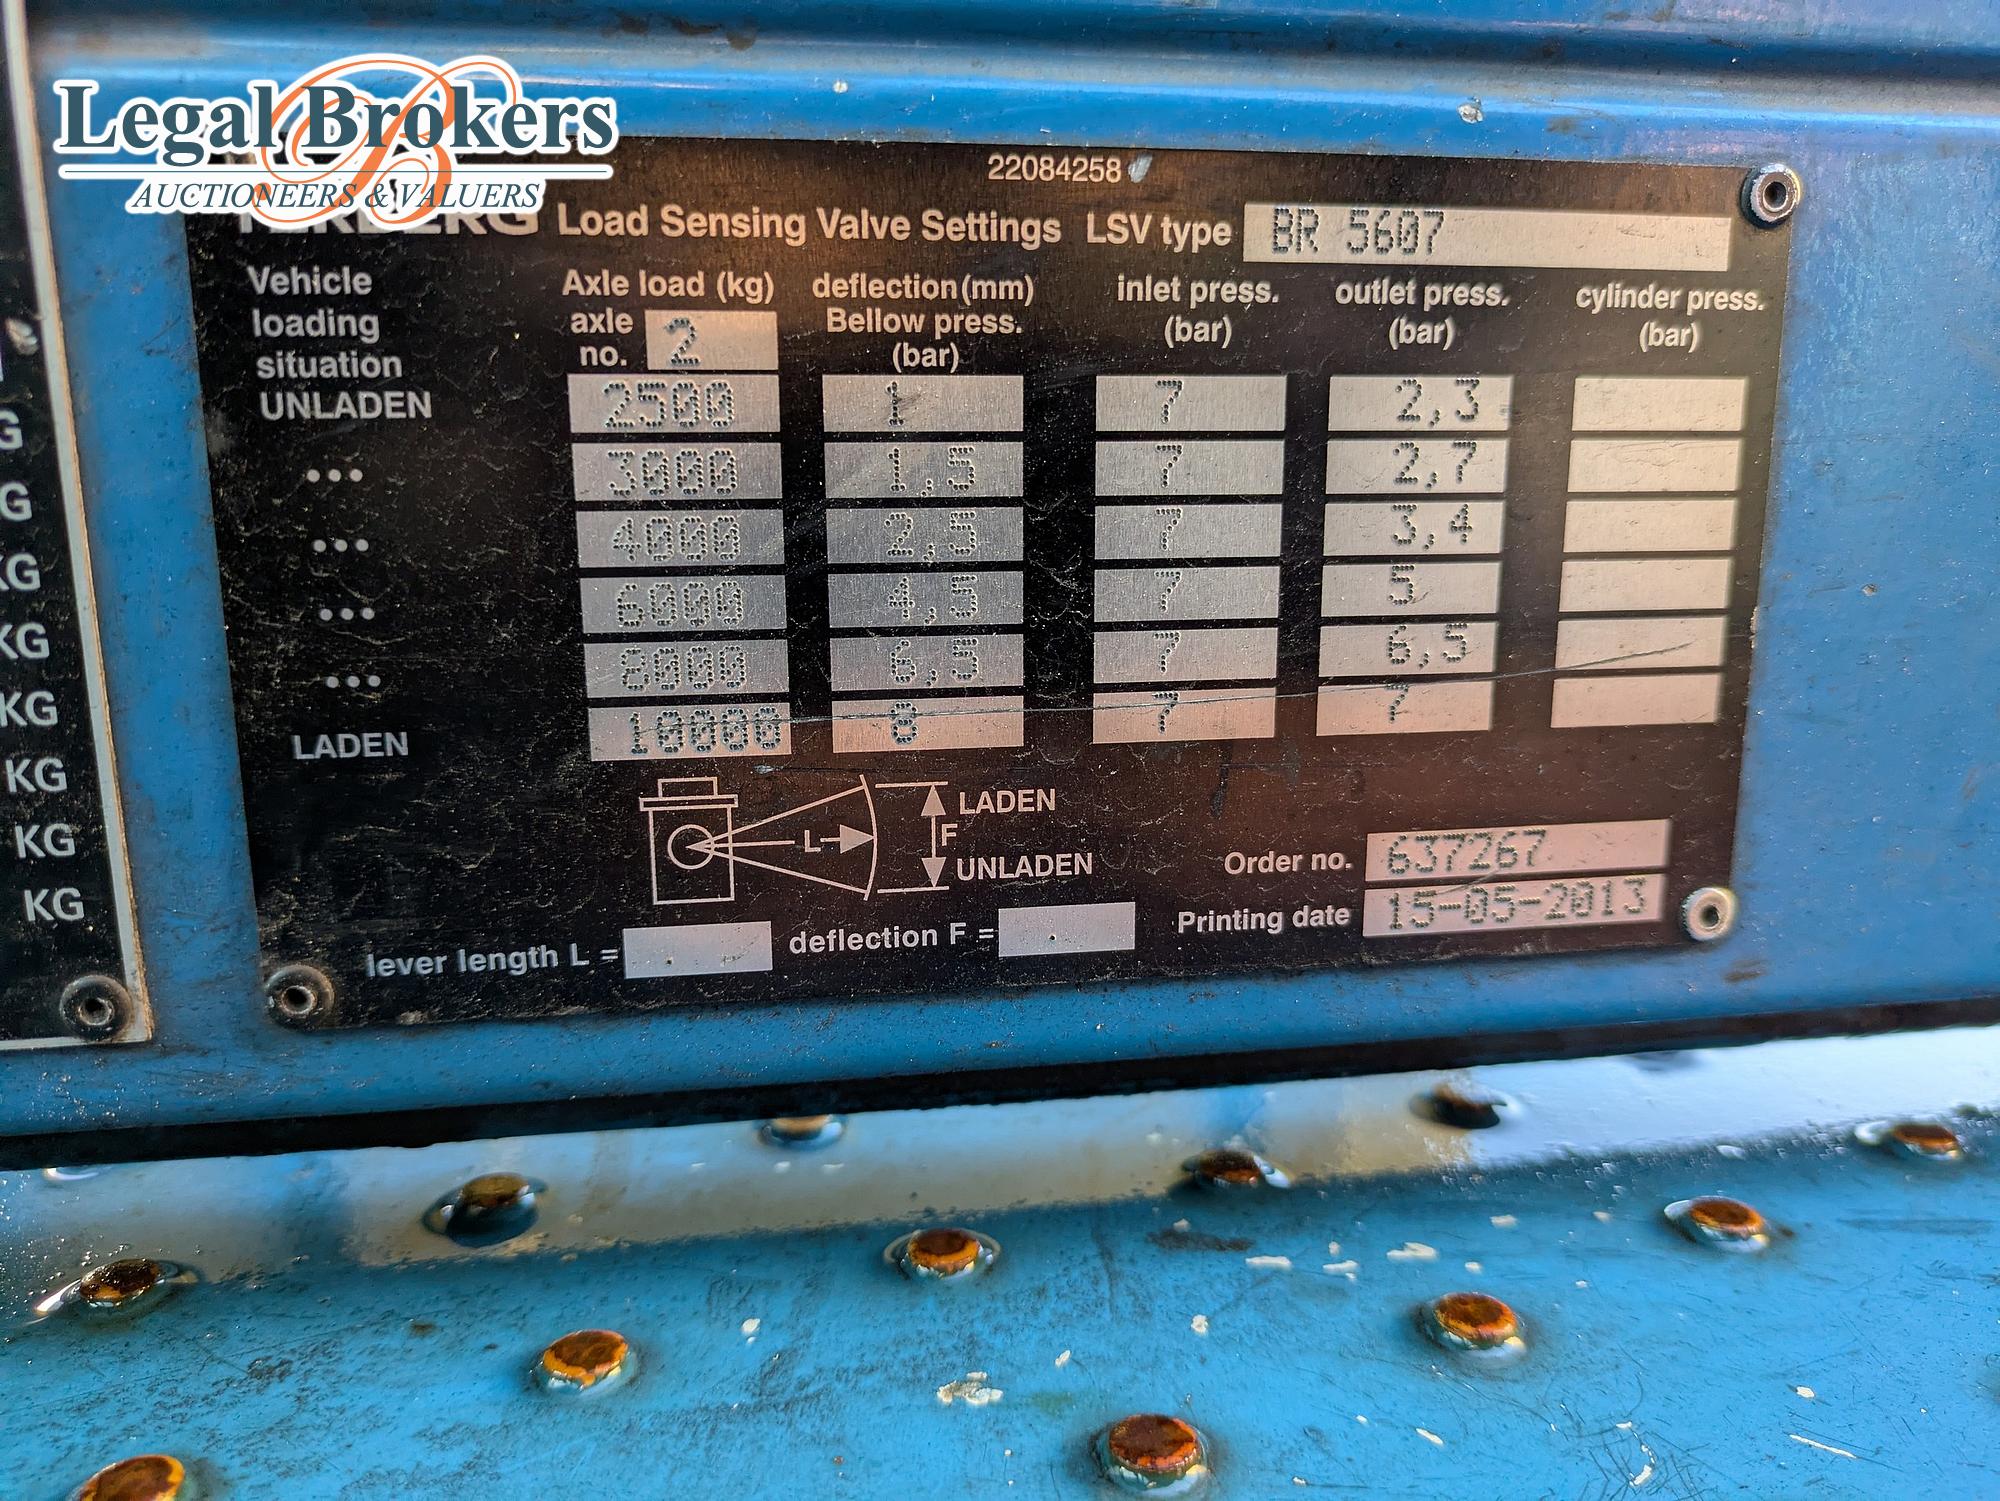 Legal Brokers
AUCTIONEERS & VALUERS
22084258
Load Sensing Valve Settings LSV type BR 5607
Vehicle loading situation
Axle load (kg) axle no. 2
deflection (mm) Bellow press. (bar)
inlet press. (bar)
outlet press. (bar)
cylinder press. (bar)
UNLADEN 2500 1 7 2,3
... 3000 1,5 7 2,7
... 4000 2,5 7 3,4
... 6000 4,5 7 5
... 8000 6,5 7 6,5
LADEN 10000 8 7 7
LADEN
L F
UNLADEN
Order no. 637267
Printing date 15-05-2013
lever length L = . deflection F = .
G
G
KG
KG
KG
KG
KG
KG